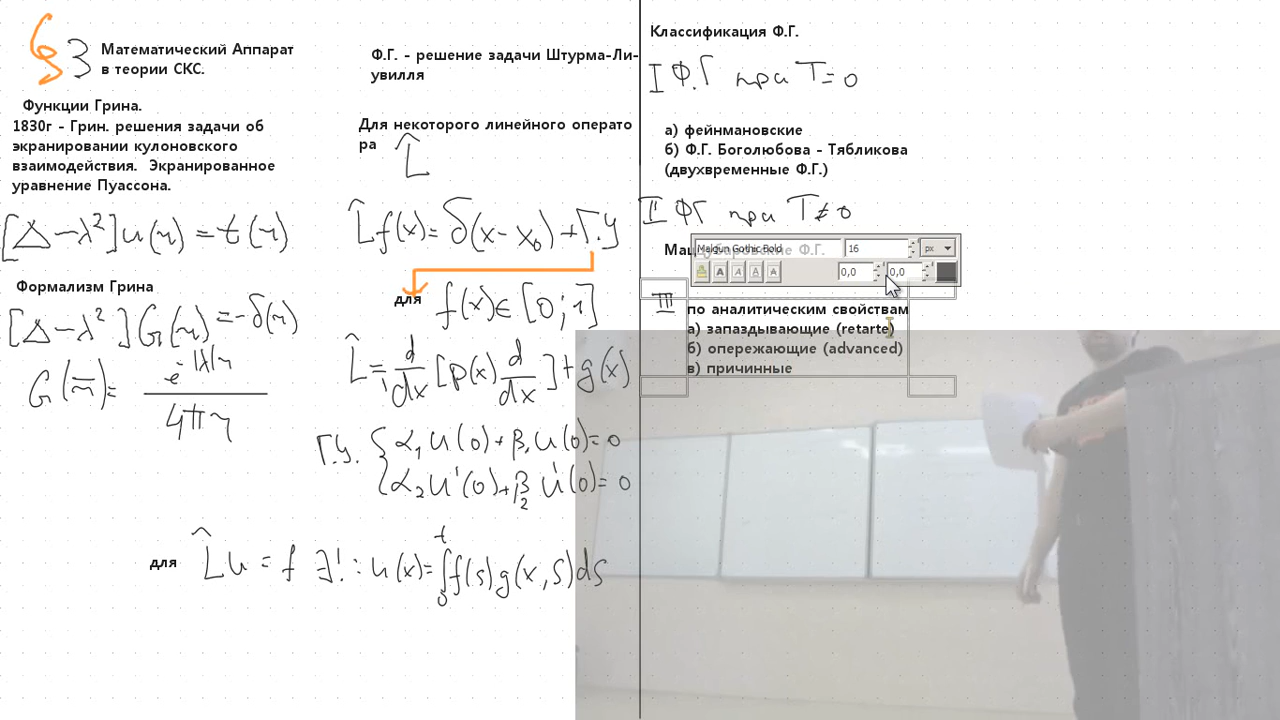 §3
Математический Аппарат
в теории СКС.
Функции Грина.
1830г - Грин. решения задачи об
экранировании кулоновского
взаимодействия. Экранированное
уравнение Пуассона.
[Δ-λ²]u(r) = t(r)
Формализм Грина
[Δ-λ²]G(r) = -δ(r)
G(r̅) = e^-|λ|r / 4πr
Ф.Г. - решение задачи Штурма-Ли-
увилля
Для некоторого линейного операто
ра L̂
L̂f(x) = δ(x-x₀) + Г.У
для f(x)∈[0;1]
L̂ = d/dx [p(x) d/dx] + g(x)
Г.У. { α₁u(0)+β₁u(0)=0
{ α₂u'(0)+β₂u'(0)=0
для L̂u = f ∃!: u(x) = ∫f(s)g(x,s)ds
Классификация Ф.Г.
I Ф.Г при T=0
а) фейнмановские
б) Ф.Г. Боголюбова - Тябликова
(двухвременные Ф.Г.)
II ФГ при T≠0
Ф.Г.
Malgun Gothic Bold 16 px
A A A A 0,0 0,0
III по аналитическим свойствам
а) запаздывающие (retarte)
б) опережающие (advanced)
в) причинные